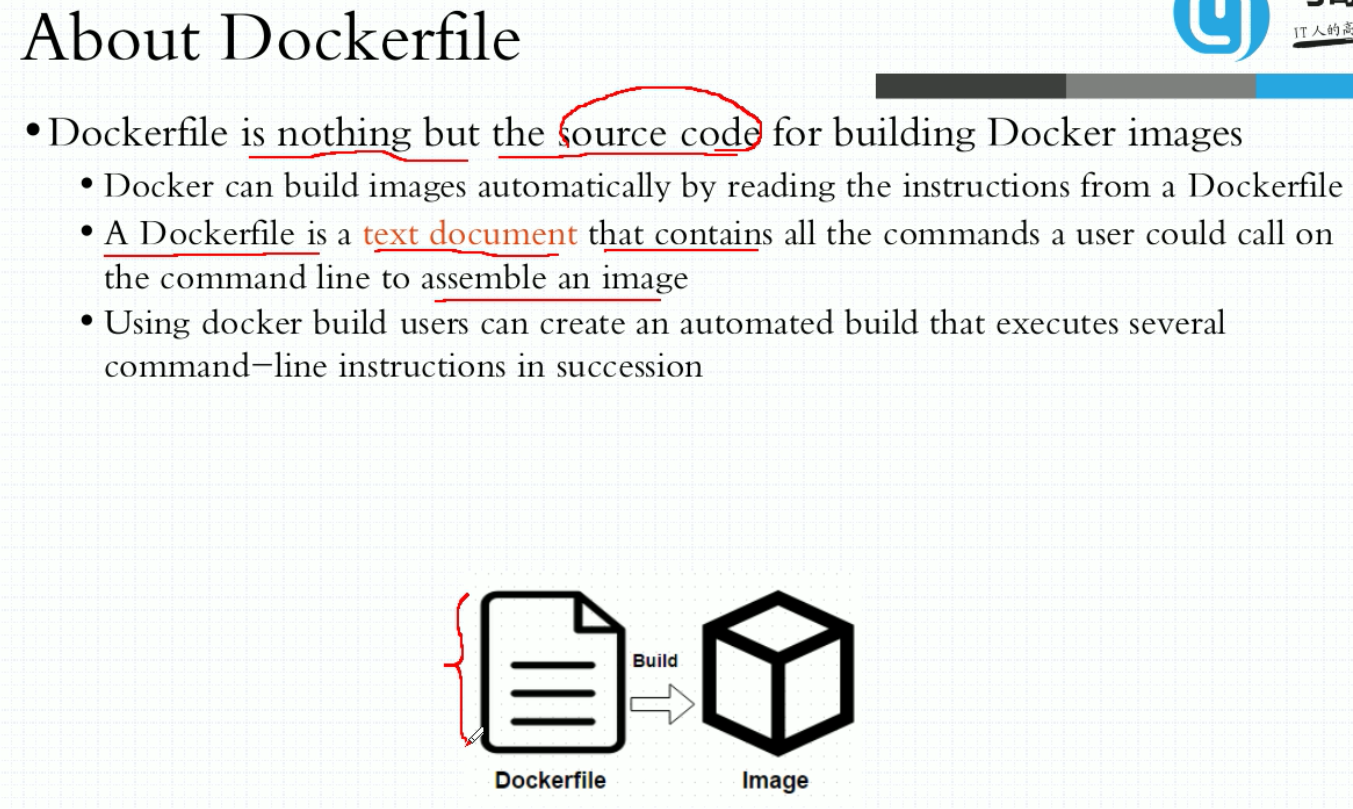 About Dockerfile
IT人的高
•Dockerfile is nothing but the source code for building Docker images
• Docker can build images automatically by reading the instructions from a Dockerfile
• A Dockerfile is a text document that contains all the commands a user could call on
the command line to assemble an image
• Using docker build users can create an automated build that executes several
command-line instructions in succession
Build
Dockerfile
Image